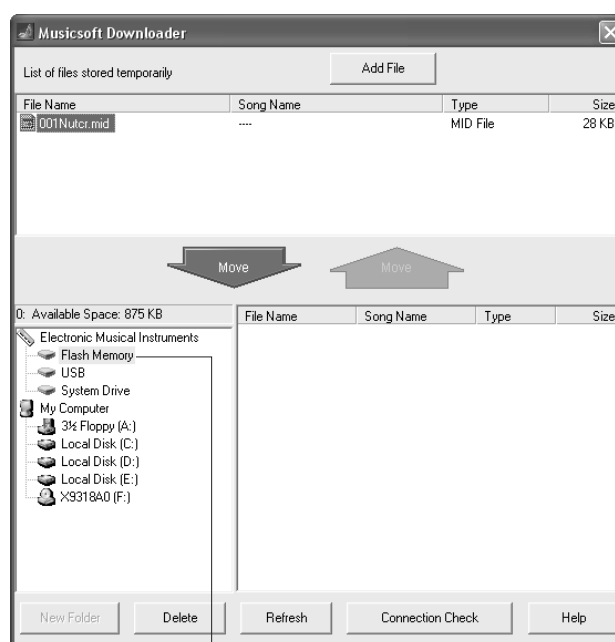 Musicsoft Downloader
List of files stored temporarily
Add File
File Name Song Name Type Size
001Nutcr.mid ---- MID File 28 KB
Move Move
0: Available Space: 875 KB
File Name Song Name Type Size
Electronic Musical Instruments
Flash Memory
USB
System Drive
My Computer
3½ Floppy (A:)
Local Disk (C:)
Local Disk (D:)
Local Disk (E:)
X9318A0 (F:)
New Folder Delete Refresh Connection Check Help